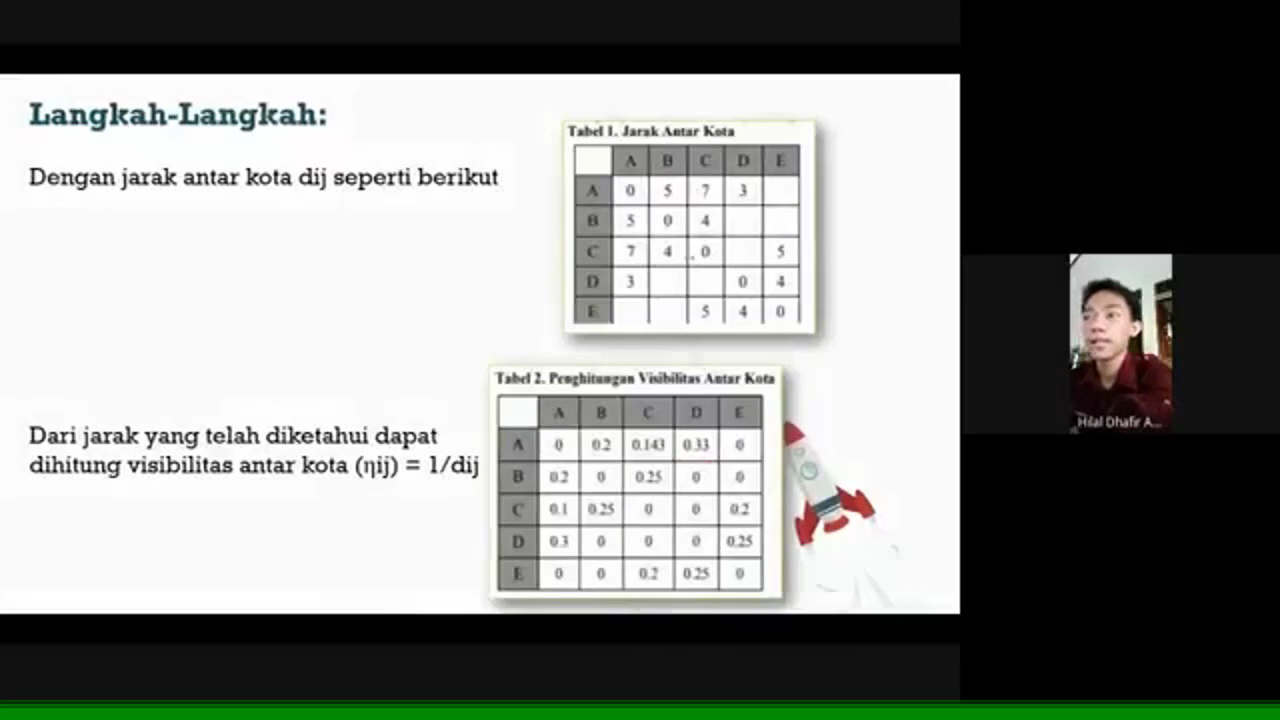 Langkah-Langkah:
Dengan jarak antar kota dij seperti berikut
Tabel 1. Jarak Antar Kota
A B C D E
A 0 5 7 3
B 5 0 4
C 7 4 0 5
D 3 0 4
E 5 4 0
Dari jarak yang telah diketahui dapat
dihitung visibilitas antar kota (ηij) = 1/dij
Tabel 2. Penghitungan Visibilitas Antar Kota
A B C D E
A 0 0.2 0.143 0.33 0
B 0.2 0 0.25 0 0
C 0.1 0.25 0 0 0.2
D 0.3 0 0 0 0.25
E 0 0 0.2 0.25 0
Hilal Dhafir A...